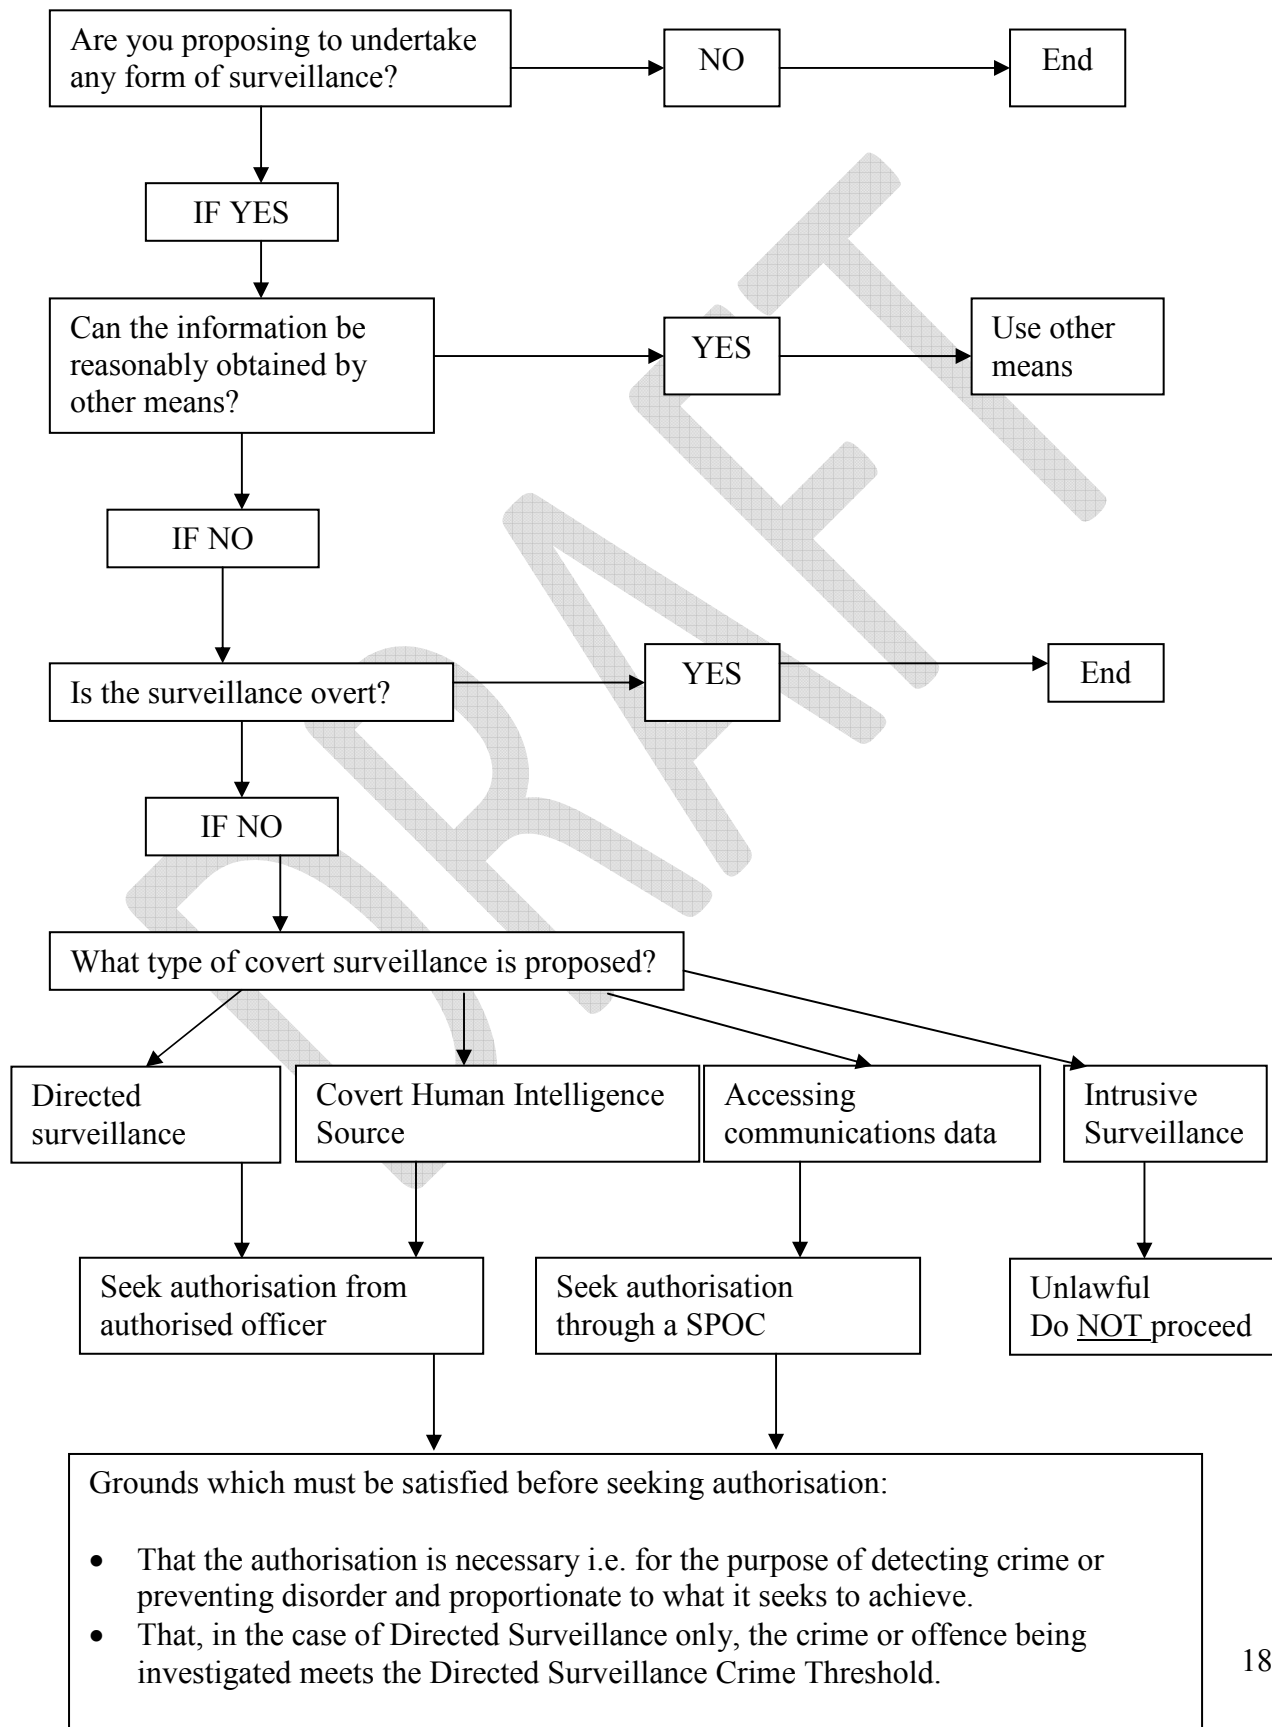 Are you proposing to undertake
any form of surveillance?
NO
End
IF YES
Can the information be
reasonably obtained by
other means?
YES
Use other
means
IF NO
Is the surveillance overt?
YES
End
IF NO
What type of covert surveillance is proposed?
Directed
surveillance
Covert Human Intelligence
Source
Accessing
communications data
Intrusive
Surveillance
Seek authorisation from
authorised officer
Seek authorisation
through a SPOC
Unlawful
Do NOT proceed
Grounds which must be satisfied before seeking authorisation:
• That the authorisation is necessary i.e. for the purpose of detecting crime or
preventing disorder and proportionate to what it seeks to achieve.
• That, in the case of Directed Surveillance only, the crime or offence being
investigated meets the Directed Surveillance Crime Threshold.
18
DRAFT